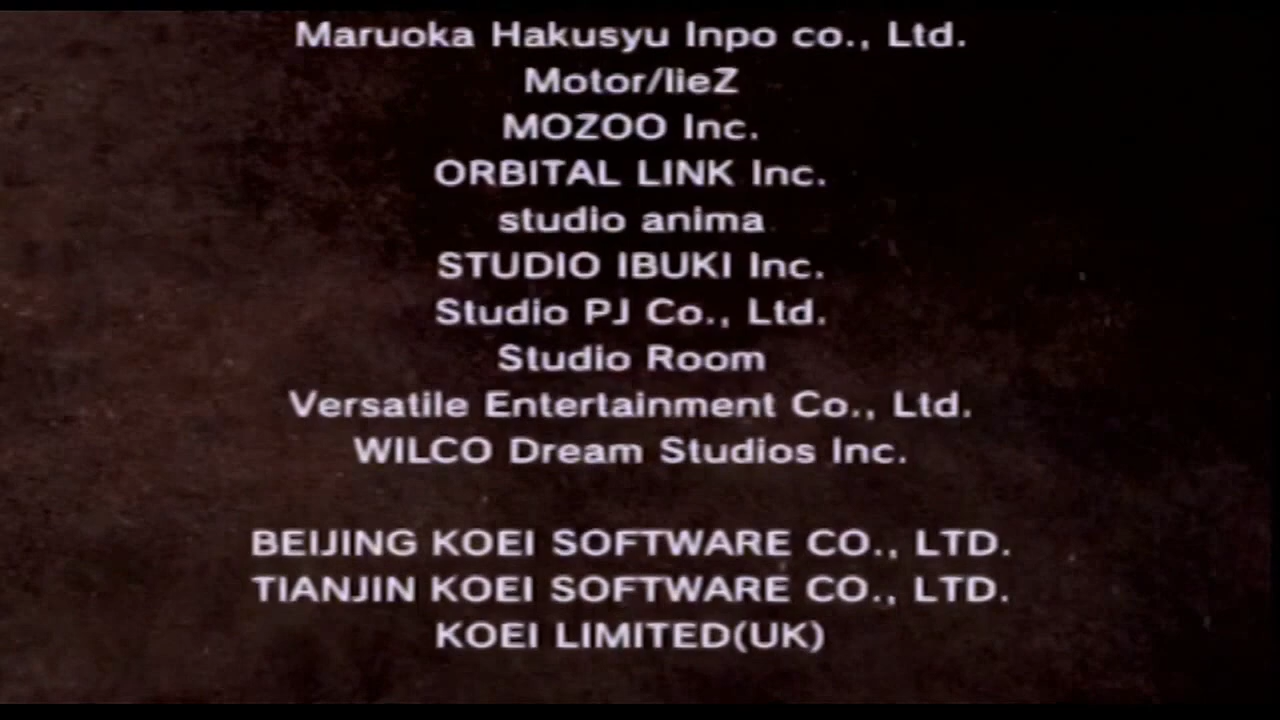 Maruoka Hakusyu Inpo co., Ltd.
Motor/lieZ
MOZOO Inc.
ORBITAL LINK Inc.
studio anima
STUDIO IBUKI Inc.
Studio PJ Co., Ltd.
Studio Room
Versatile Entertainment Co., Ltd.
WILCO Dream Studios Inc.
BEIJING KOEI SOFTWARE CO., LTD.
TIANJIN KOEI SOFTWARE CO., LTD.
KOEI LIMITED(UK)